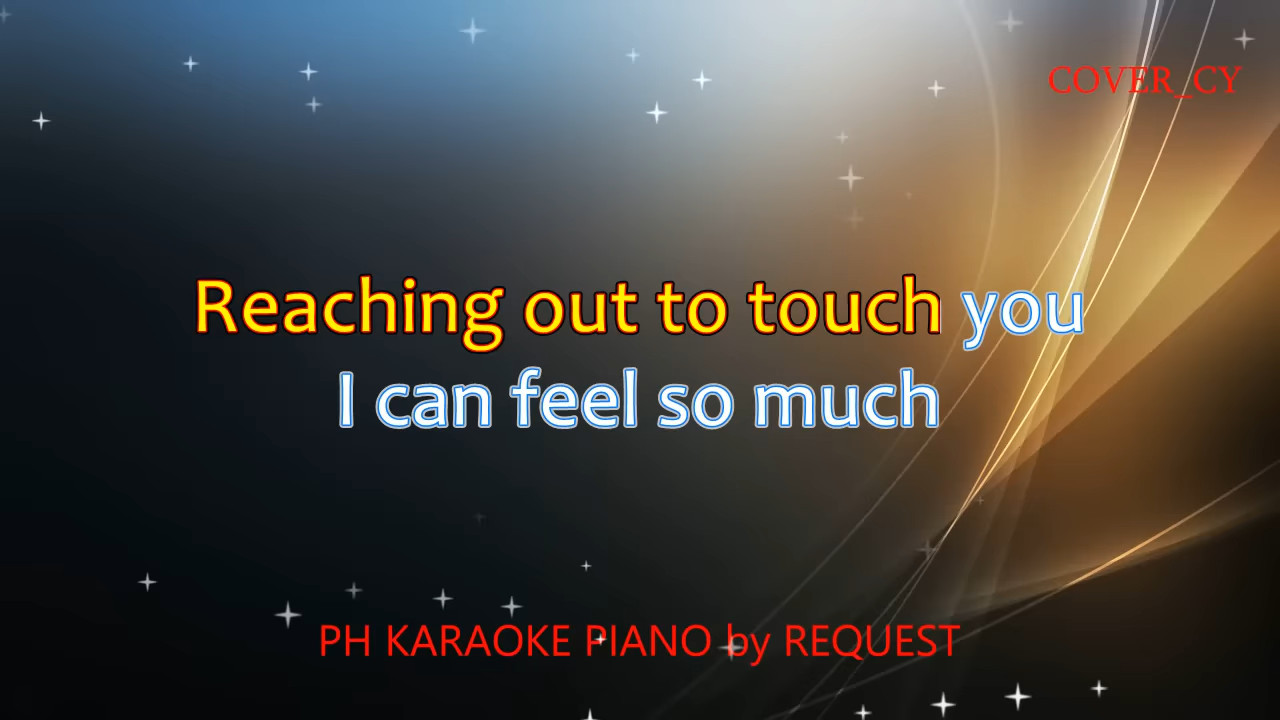 COVER_CY
Reaching out to touch you
I can feel so much
PH KARAOKE PIANO by REQUEST